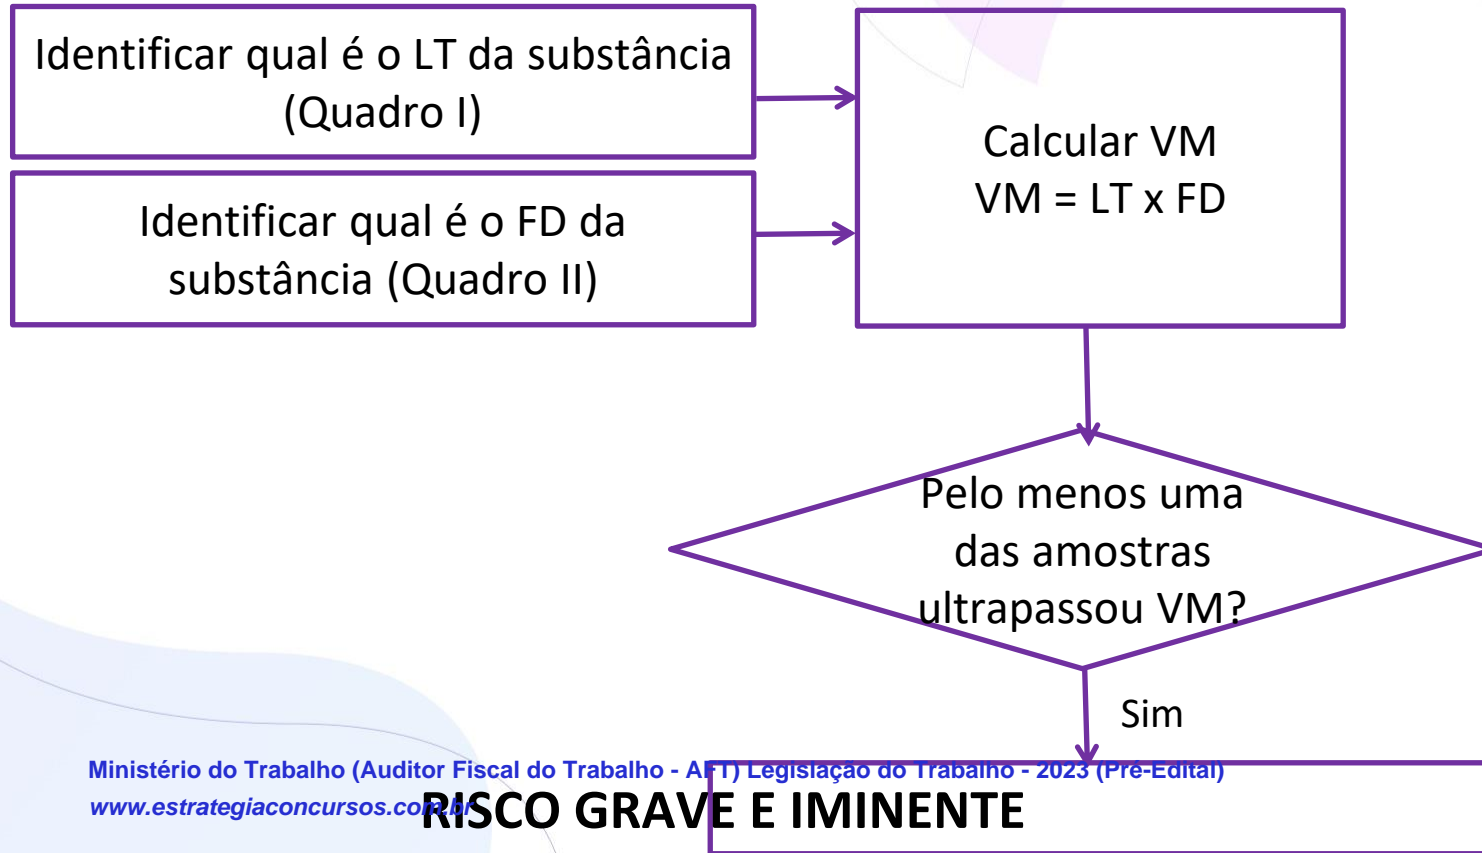 Identificar qual é o LT da substância
(Quadro I)
Identificar qual é o FD da
substância (Quadro II)
Calcular VM
VM = LT x FD
Pelo menos uma
das amostras
ultrapassou VM?
Sim
Ministério do Trabalho (Auditor Fiscal do Trabalho - AFT) Legislação do Trabalho - 2023 (Pré-Edital)
www.estrategiaconcursos.com.br
RISCO GRAVE E IMINENTE